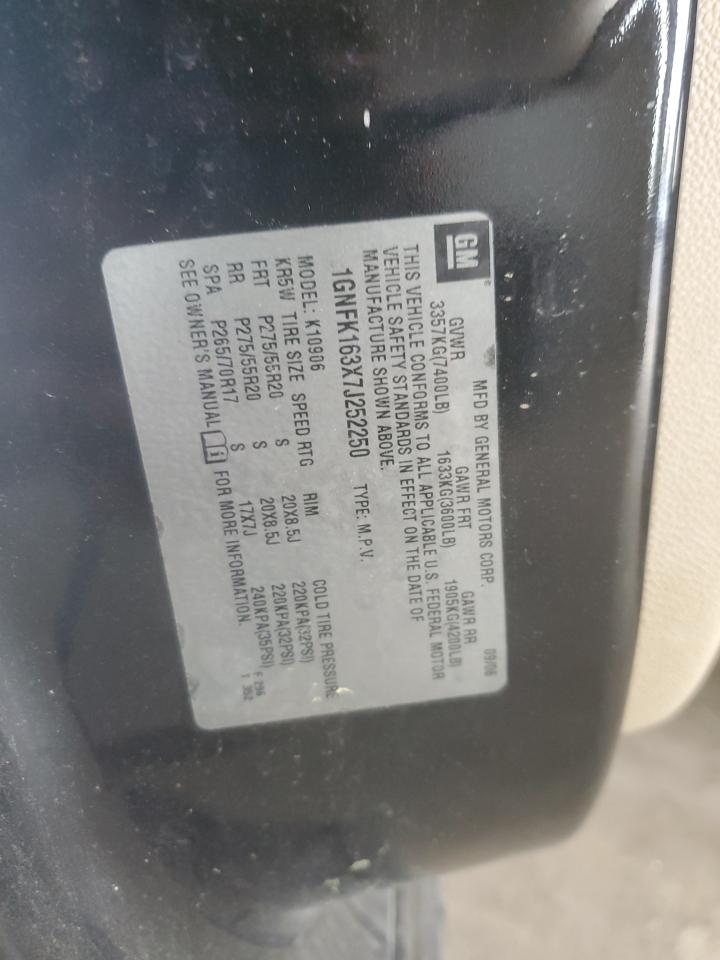 GM
MFD BY GENERAL MOTORS CORP. 09/06
GVWR GAWR FRT GAWR RR
3357KG(7400LB) 1633KG(3600LB) 1905KG(4200LB)
THIS VEHICLE CONFORMS TO ALL APPLICABLE U.S. FEDERAL MOTOR
VEHICLE SAFETY STANDARDS IN EFFECT ON THE DATE OF
MANUFACTURE SHOWN ABOVE.
1GNFK163X7J252250 TYPE: M.P.V.
MODEL: K10906
KR5W TIRE SIZE SPEED RTG RIM COLD TIRE PRESSURE
FRT P275/55R20 S 20X8.5J 220KPA(32PSI)
RR P275/55R20 S 20X8.5J 220KPA(32PSI)
SPA P265/70R17 S 17X7J 240KPA(35PSI) F 296
SEE OWNER'S MANUAL i FOR MORE INFORMATION. T 352